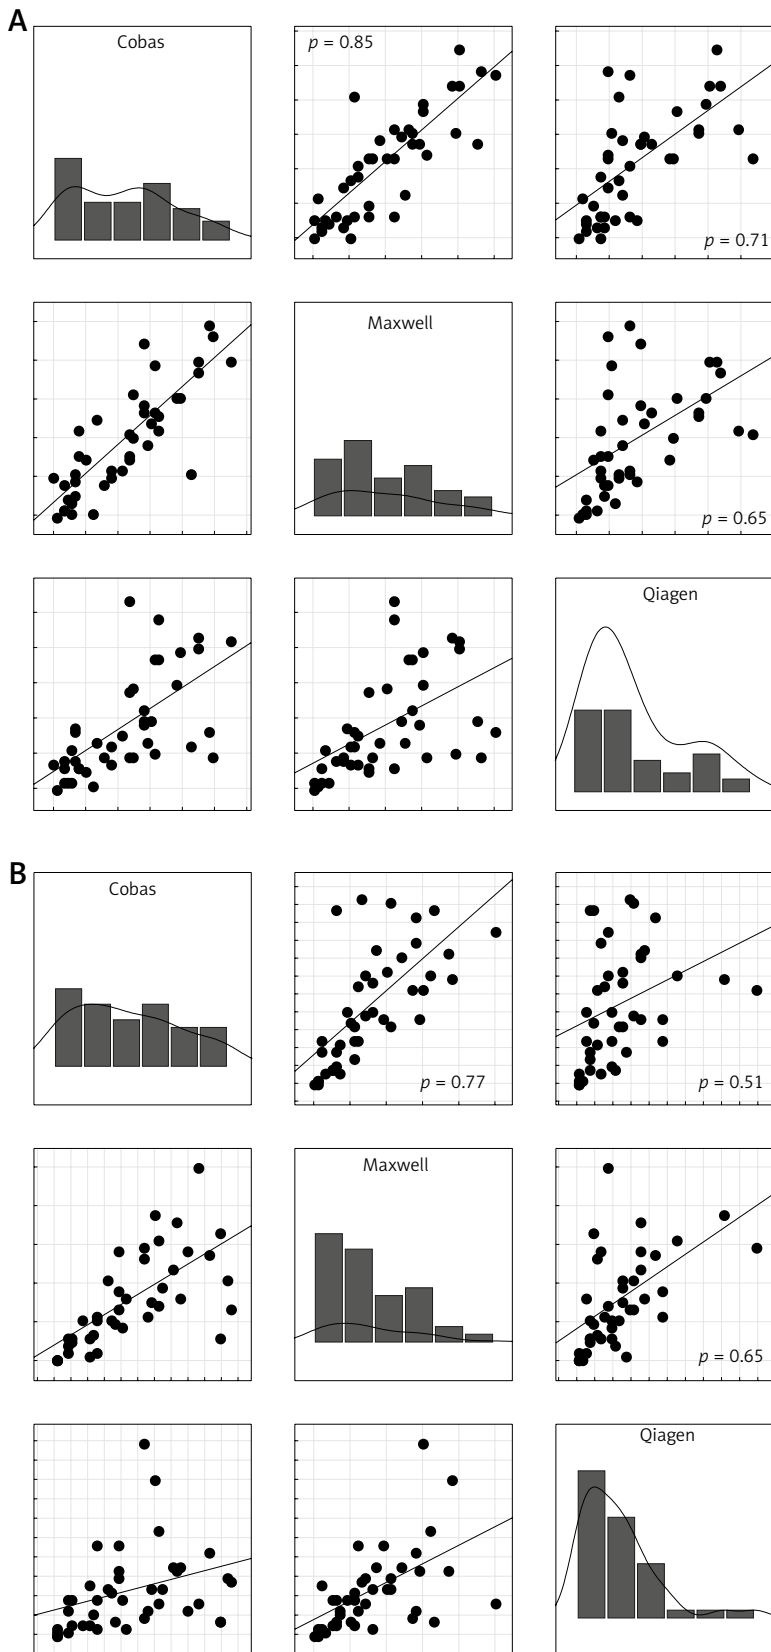 A
Cobas
p = 0.85
p = 0.71
Maxwell
p = 0.65
Qiagen
B
Cobas
p = 0.77
p = 0.51
Maxwell
p = 0.65
Qiagen